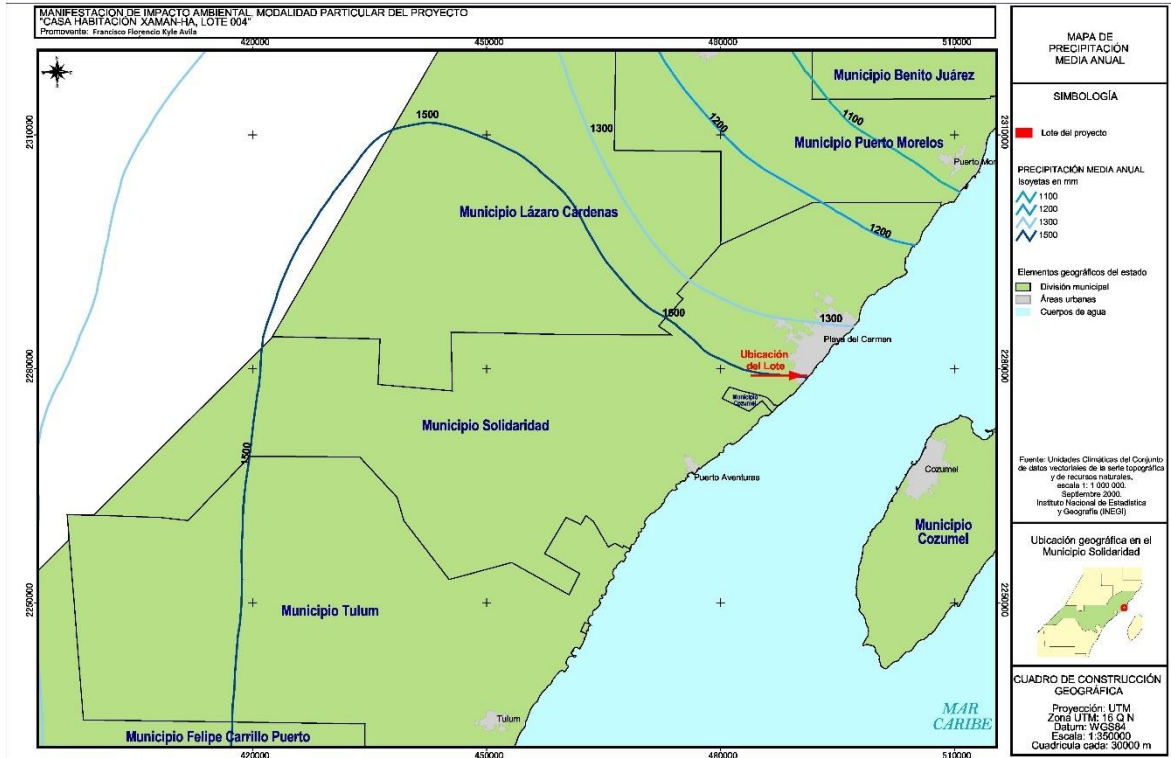 MANIFESTACIÓN DE IMPACTO AMBIENTAL, MODALIDAD PARTICULAR DEL PROYECTO
"CASA HABITACIÓN XAMAN-HA, LOTE 004"
Promovente: Francisco Florencio Kyle Avila
420000 450000 480000 510000
Municipio Benito Juárez
1500
1300
1200
1100
2310000
2310000
Municipio Puerto Morelos
Puerto Mor
Municipio Lázaro Cárdenas
1200
1500
1300
Playa del Carmen
Ubicación
del Lote
2280000
2280000
Municipio
Cozumel
Municipio Solidaridad
1500
Puerto Aventuras
Cozumel
Municipio
Cozumel
2250000
2250000
Municipio Tulum
Tulum
MAR
CARIBE
Municipio Felipe Carrillo Puerto
420000 450000 480000 510000
MAPA DE
PRECIPITACIÓN
MEDIA ANUAL
SIMBOLOGÍA
Lote del proyecto
PRECIPITACIÓN MEDIA ANUAL
Isoyetas en mm
1100
1200
1300
1500
Elementos geográficos del estado
División municipal
Áreas urbanas
Cuerpos de agua
Fuente: Unidades Climáticas del Conjunto
de datos vectoriales de la serie topográfica
y de recursos naturales,
escala 1: 1 000 000.
Septiembre 2000.
Instituto Nacional de Estadística
y Geografía (INEGI)
Ubicación geográfica en el
Municipio Solidaridad
CUADRO DE CONSTRUCCIÓN
GEOGRÁFICA
Proyección: UTM
Zona UTM: 16 Q N
Datum: WGS84
Escala: 1:350000
Cuadricula cada: 30000 m